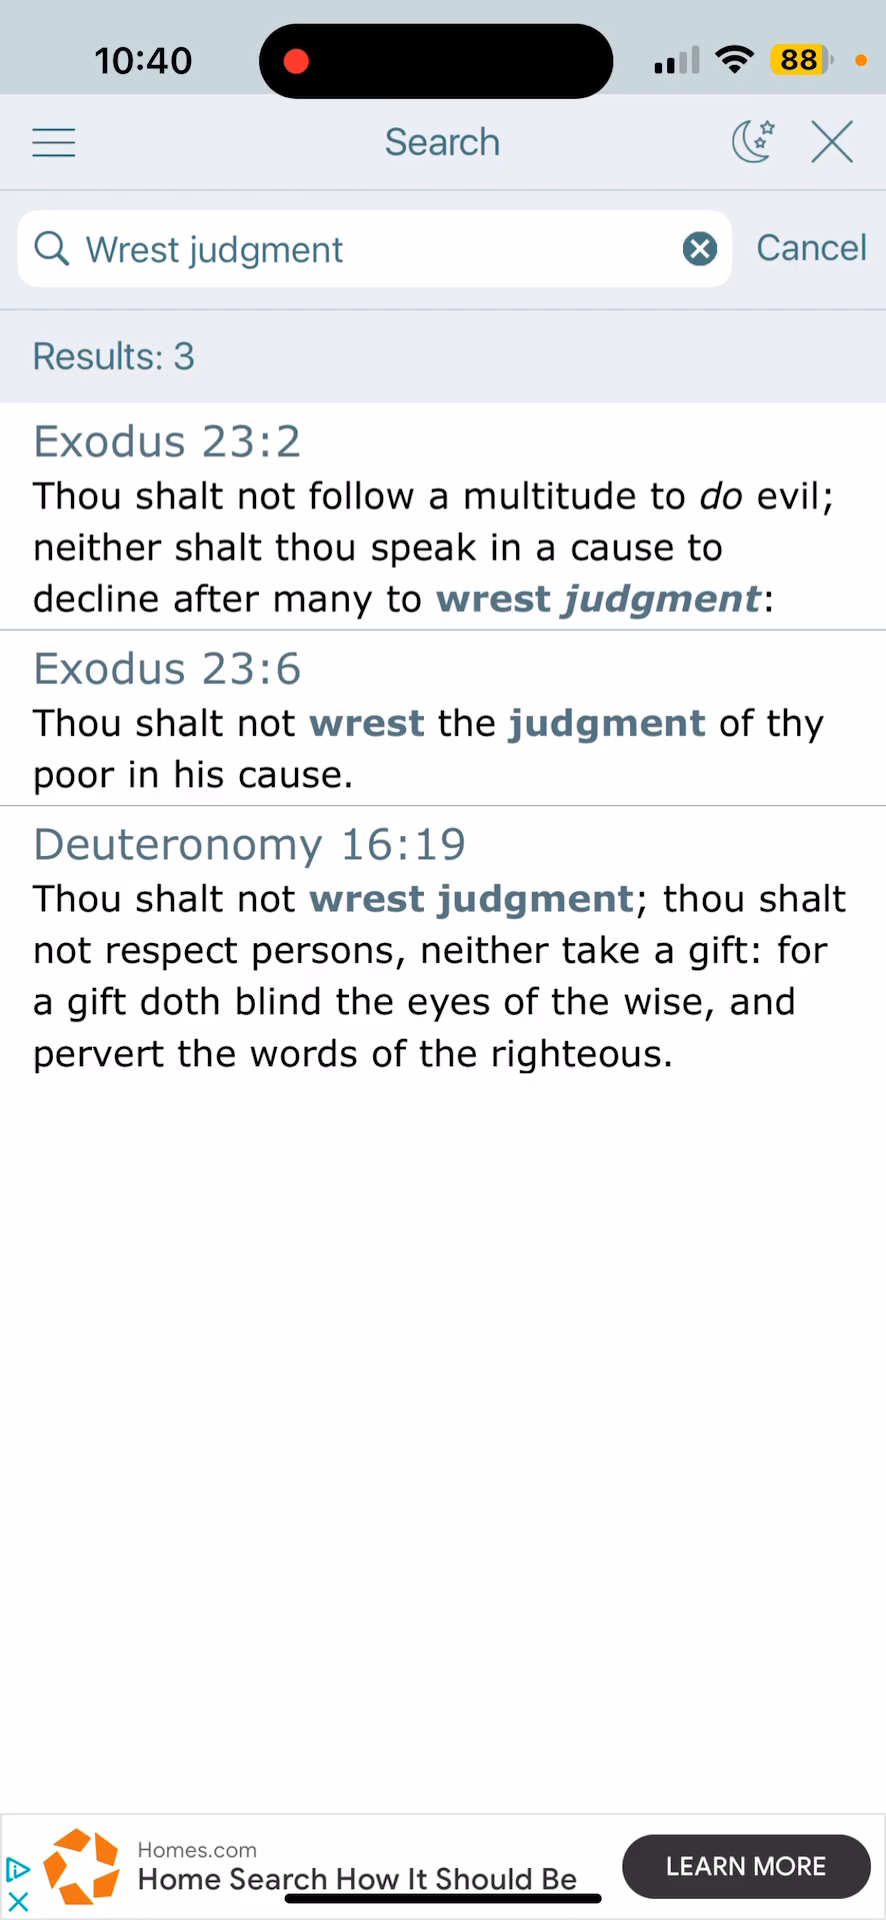 10:40
88
Search
Wrest judgment
Cancel
Results: 3
Exodus 23:2
Thou shalt not follow a multitude to do evil;
neither shalt thou speak in a cause to
decline after many to wrest judgment:
Exodus 23:6
Thou shalt not wrest the judgment of thy
poor in his cause.
Deuteronomy 16:19
Thou shalt not wrest judgment; thou shalt
not respect persons, neither take a gift: for
a gift doth blind the eyes of the wise, and
pervert the words of the righteous.
Homes.com
Home Search How It Should Be
LEARN MORE